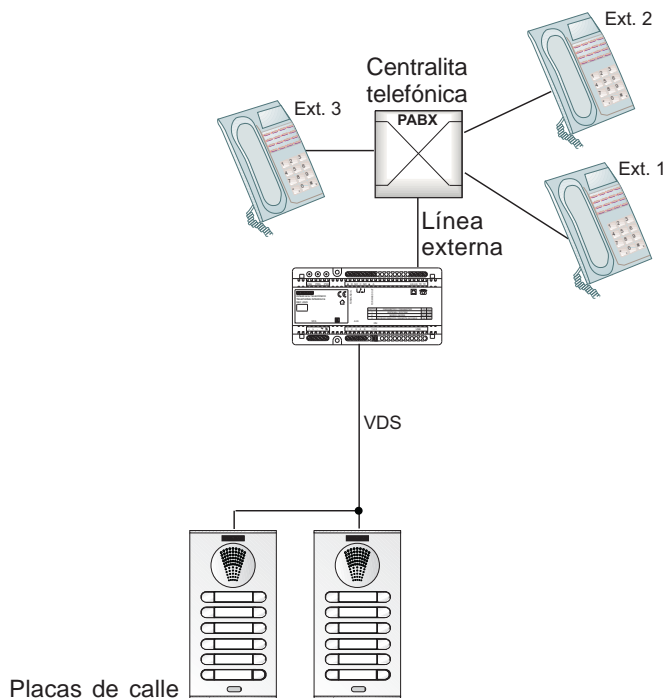 Ext. 2
Centralita
telefónica
Ext. 3
PABX
Ext. 1
Línea
externa
VDS
Placas de calle